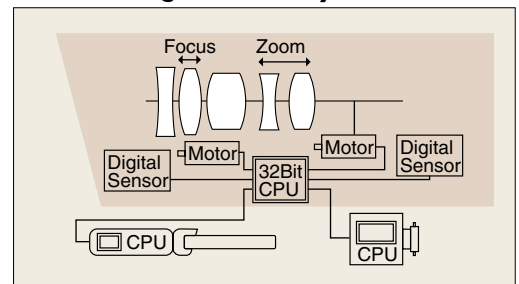 Focus
Zoom
Motor
Motor
Digital
Sensor
Digital
Sensor
32Bit
CPU
CPU
CPU